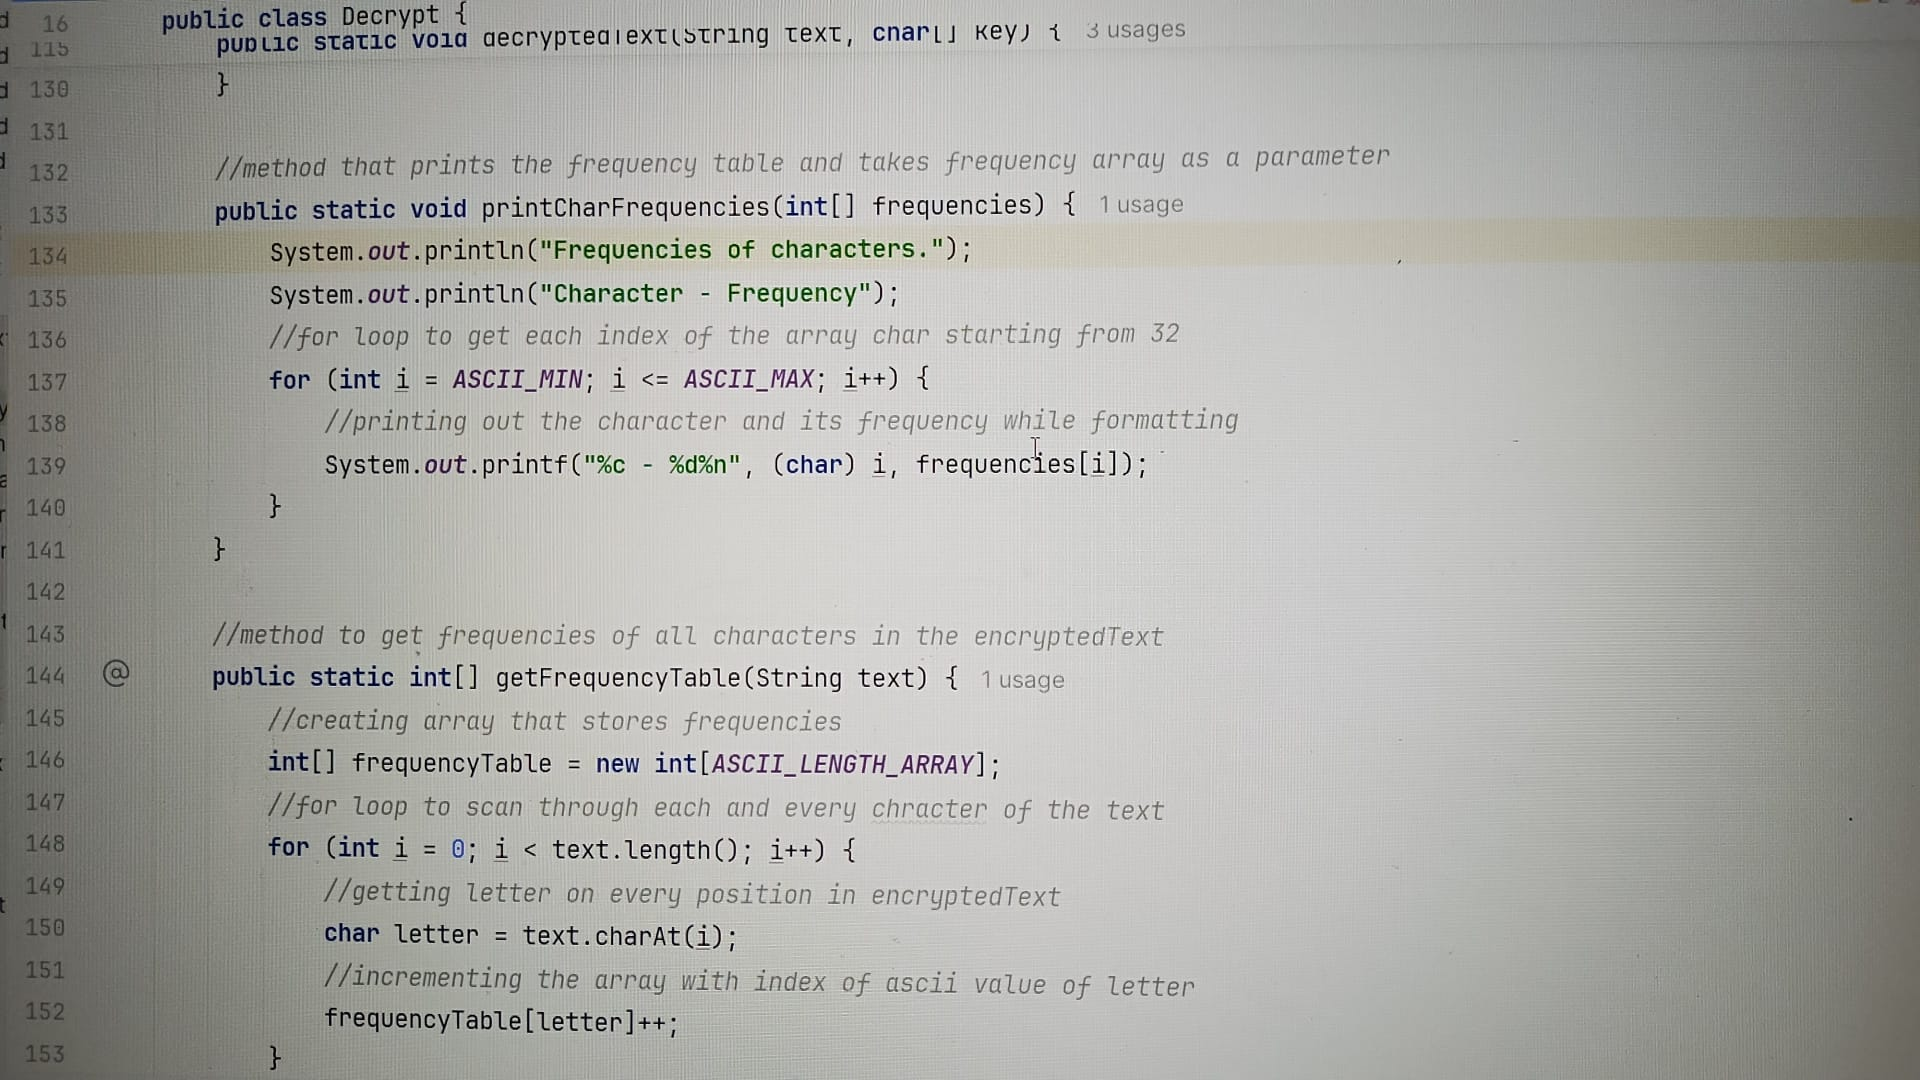 16 public class Decrypt {
115 public static void decryptedText(String text, char[] key) { 3 usages
130 }
131
132 //method that prints the frequency table and takes frequency array as a parameter
133 public static void printCharFrequencies(int[] frequencies) { 1 usage
134 System.out.println("Frequencies of characters.");
135 System.out.println("Character - Frequency");
136 //for loop to get each index of the array char starting from 32
137 for (int i = ASCII_MIN; i <= ASCII_MAX; i++) {
138 //printing out the character and its frequency while formatting
139 System.out.printf("%c - %d%n", (char) i, frequencies[i]);
140 }
141 }
142
143 //method to get frequencies of all characters in the encryptedText
144 @ public static int[] getFrequencyTable(String text) { 1 usage
145 //creating array that stores frequencies
146 int[] frequencyTable = new int[ASCII_LENGTH_ARRAY];
147 //for loop to scan through each and every chracter of the text
148 for (int i = 0; i < text.length(); i++) {
149 //getting letter on every position in encryptedText
150 char letter = text.charAt(i);
151 //incrementing the array with index of ascii value of letter
152 frequencyTable[letter]++;
153 }